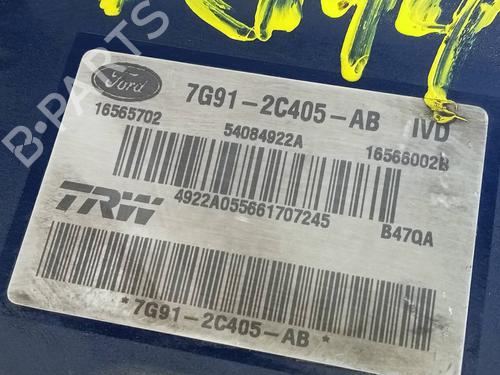 Ford
7G91-2C405-AB IVD
16565702
54084922A
16566002B
TRW
4922A055661707245
B47QA
*7G91-2C405-AB*
B-PARTS